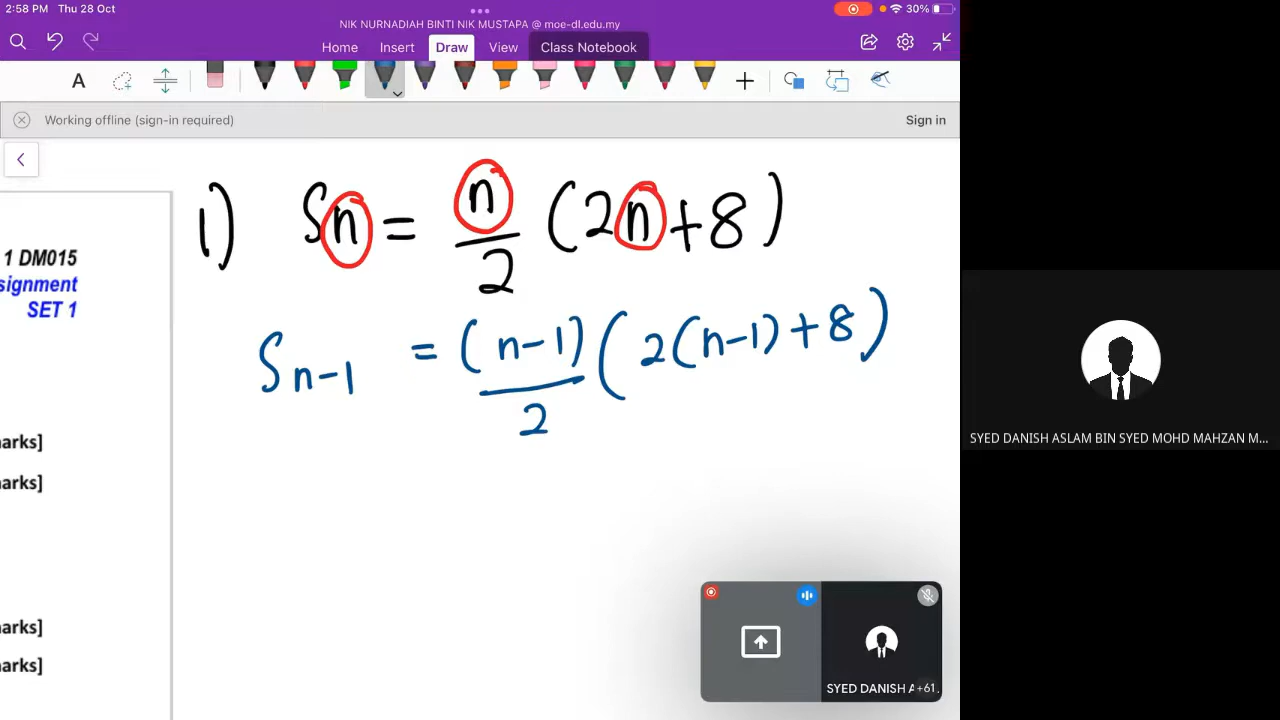 2:58 PM Thu 28 Oct
30%
NIK NURNADIAH BINTI NIK MUSTAPA @ moe-dl.edu.my
Home Insert Draw View Class Notebook
A
Working offline (sign-in required) Sign in
1) Sn = n/2 (2n+8)
1 DM015
signment
SET 1
S n-1 = (n-1)/2 (2(n-1)+8)
arks]
arks]
arks]
arks]
SYED DANISH ASLAM BIN SYED MOHD MAHZAN M...
SYED DANISH A +61